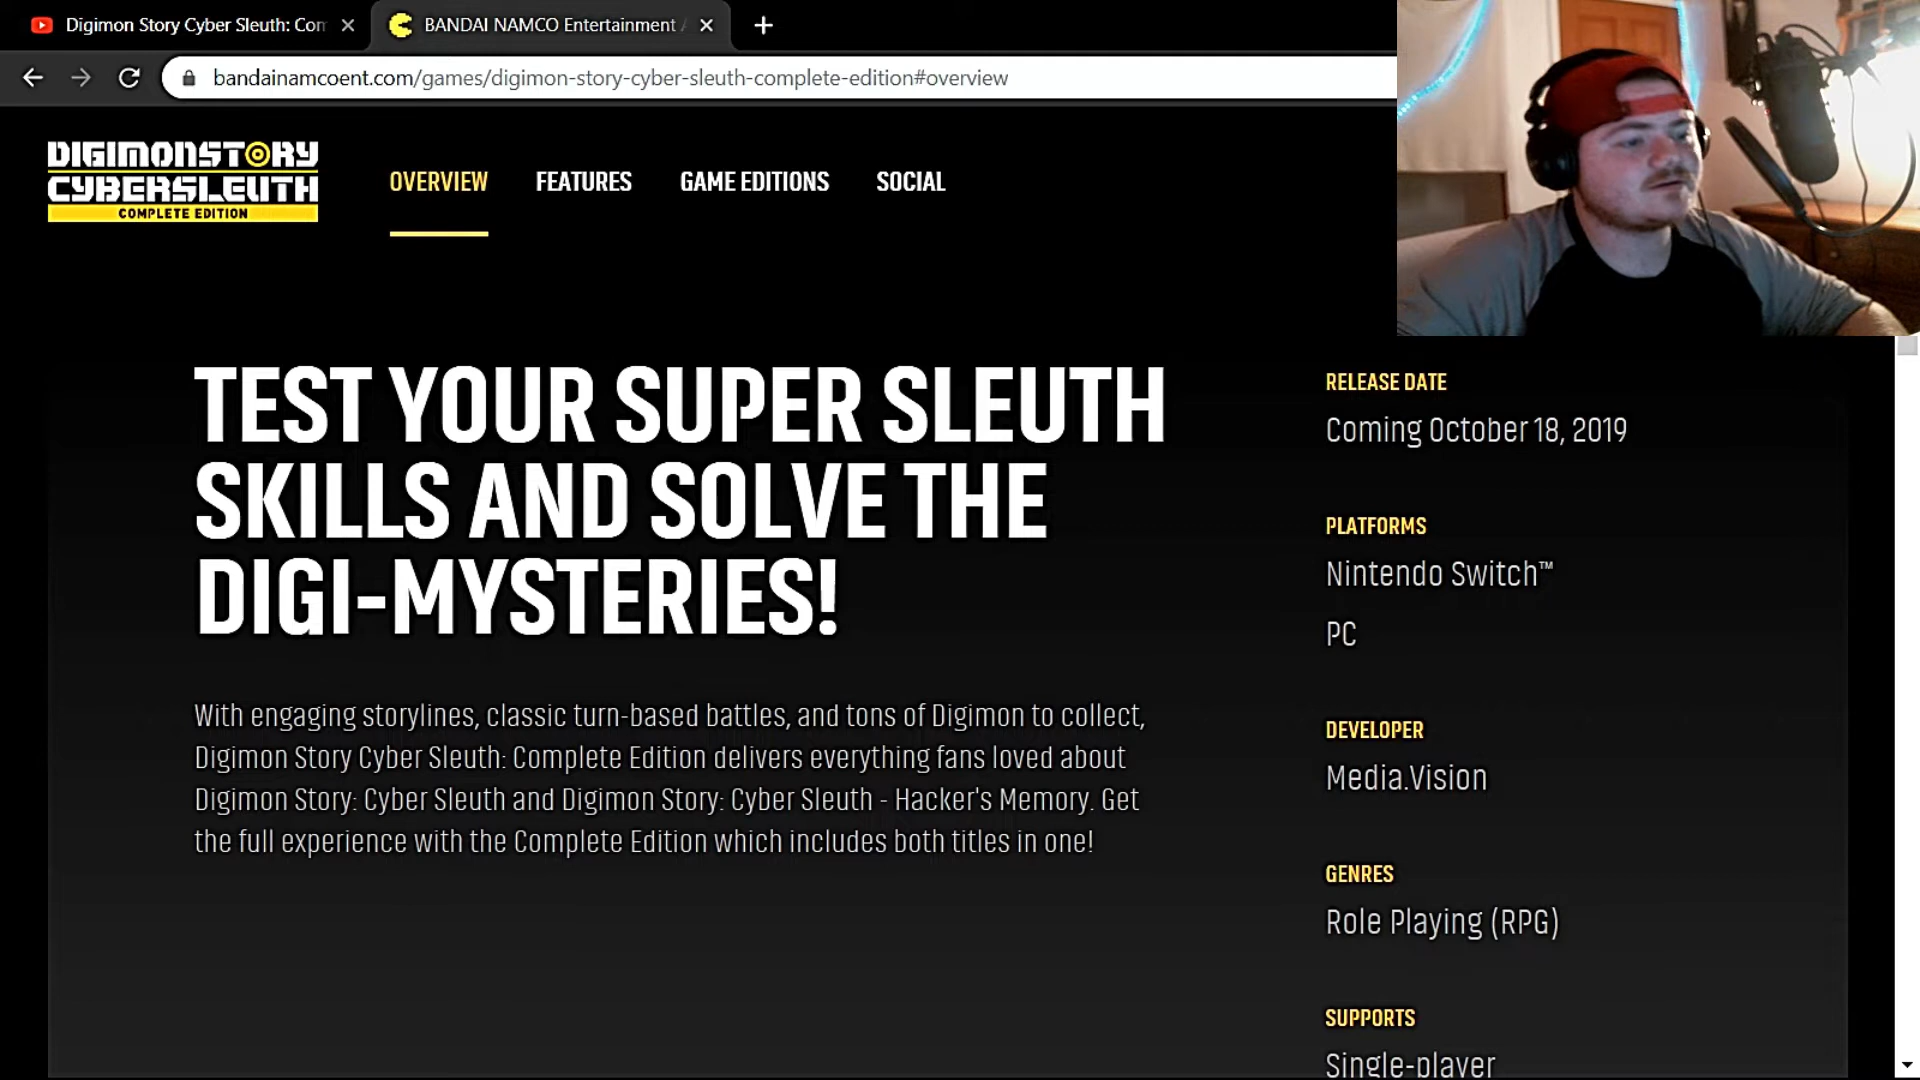 Digimon Story Cyber Sleuth: Com
BANDAI NAMCO Entertainment
bandainamcoent.com/games/digimon-story-cyber-sleuth-complete-edition#overview
DIGIMONSTORY
CYBERSLEUTH
COMPLETE EDITION
OVERVIEW
FEATURES
GAME EDITIONS
SOCIAL
TEST YOUR SUPER SLEUTH
SKILLS AND SOLVE THE
DIGI-MYSTERIES!
With engaging storylines, classic turn-based battles, and tons of Digimon to collect,
Digimon Story Cyber Sleuth: Complete Edition delivers everything fans loved about
Digimon Story: Cyber Sleuth and Digimon Story: Cyber Sleuth - Hacker's Memory. Get
the full experience with the Complete Edition which includes both titles in one!
RELEASE DATE
Coming October 18, 2019
PLATFORMS
Nintendo Switch™
PC
DEVELOPER
Media.Vision
GENRES
Role Playing (RPG)
SUPPORTS
Single-player